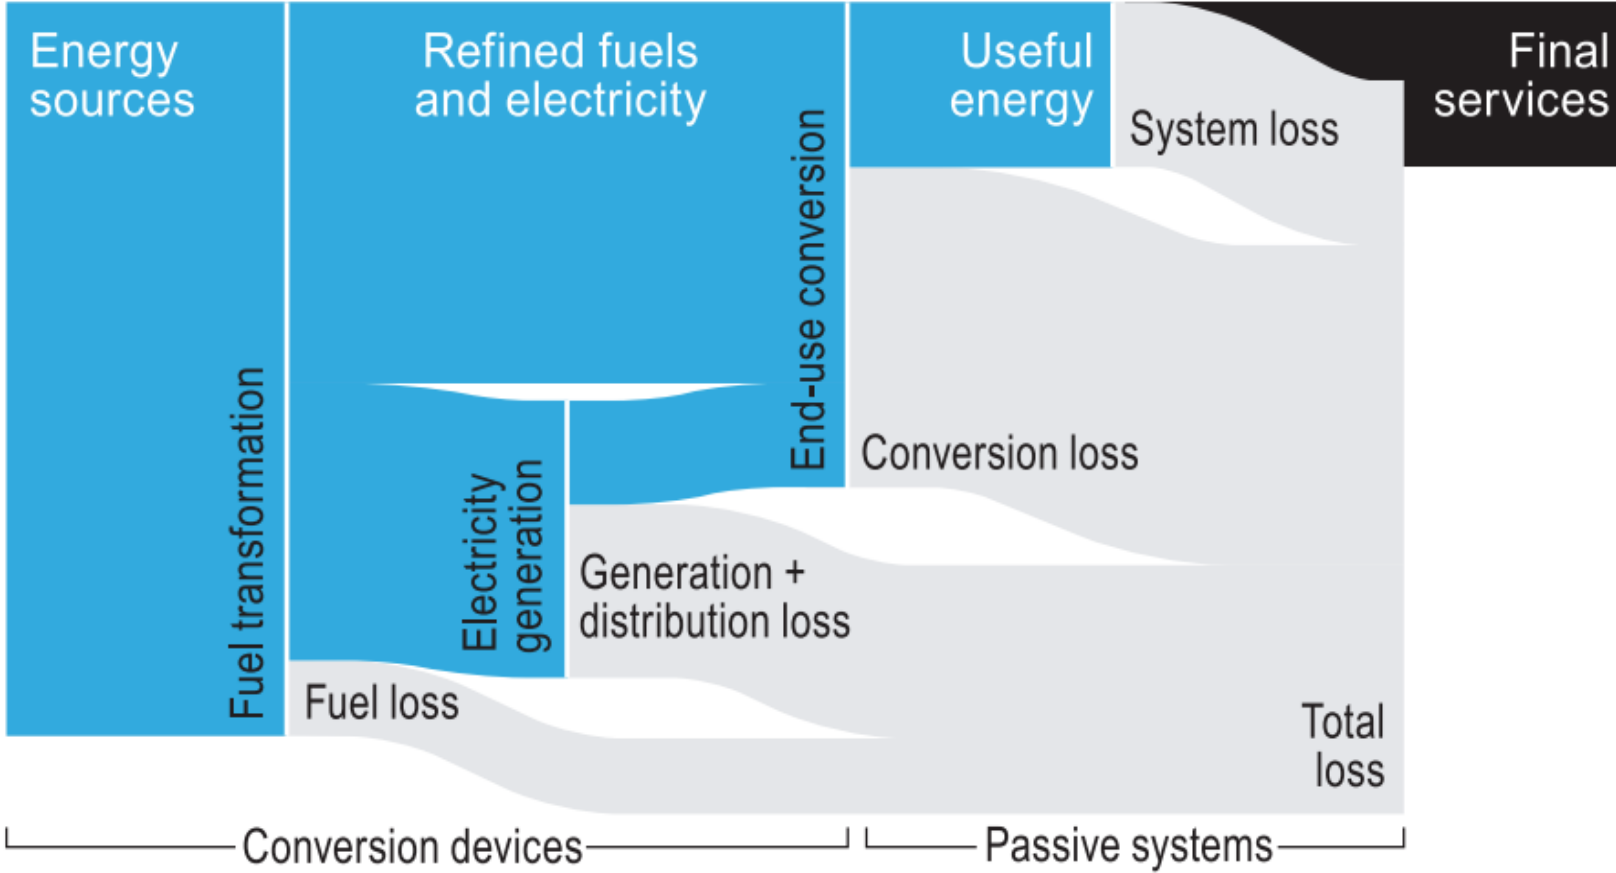 Energy
sources
Refined fuels
and electricity
Useful
energy
Final
services
System loss
End-use conversion
Conversion loss
Fuel transformation
Electricity
generation
Generation +
distribution loss
Fuel loss
Total
loss
Conversion devices
Passive systems